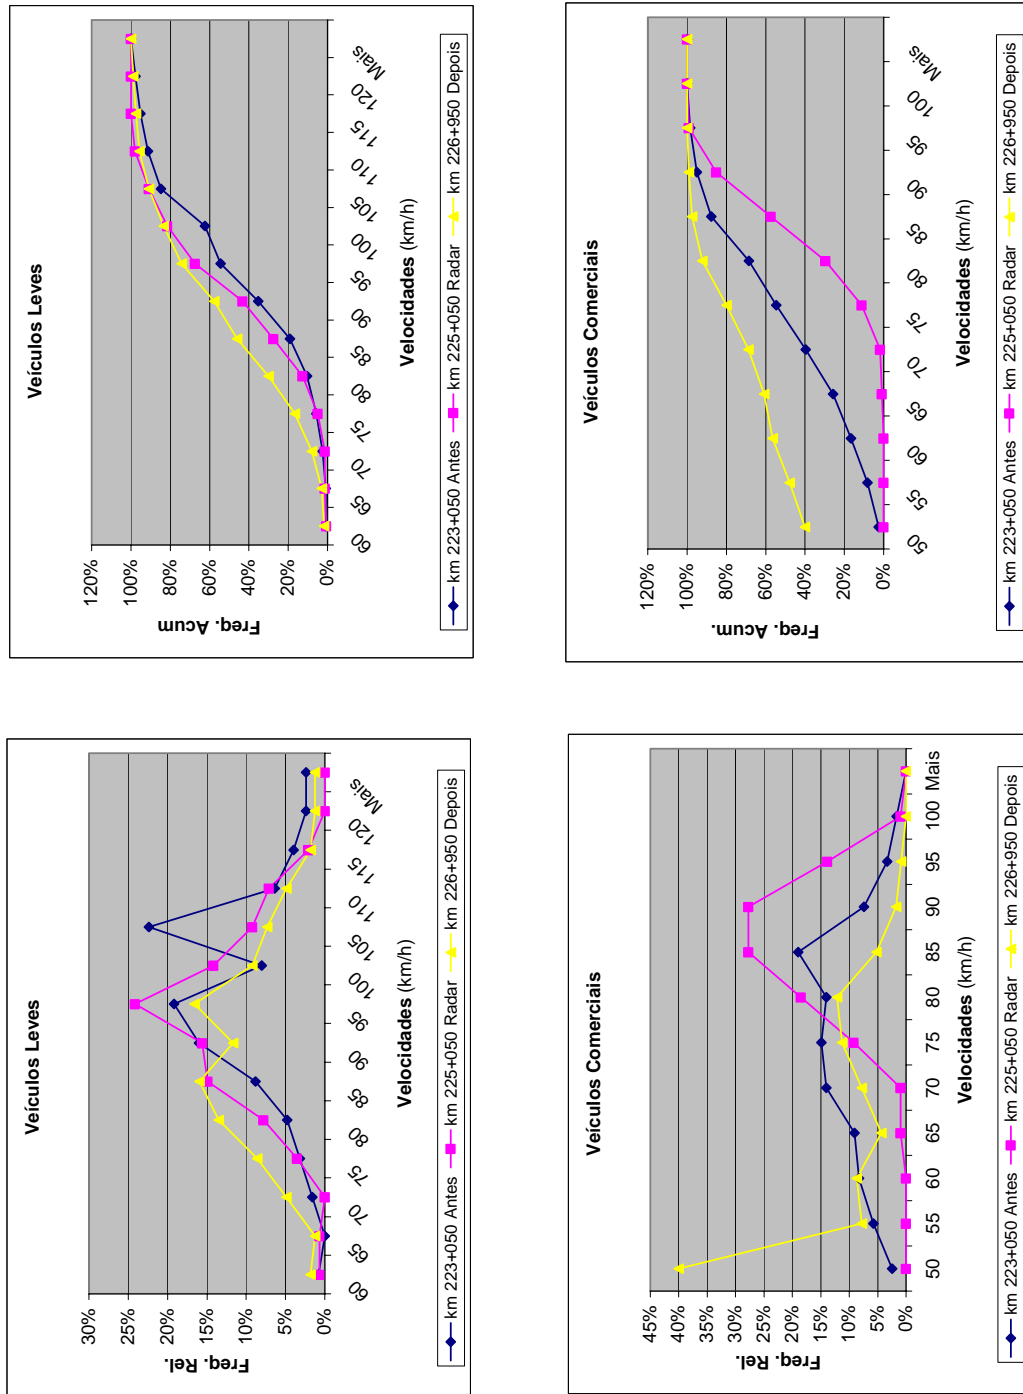 Veículos Leves
120%
100%
80%
60%
40%
20%
0%
Freq. Acum
60
65
70
75
80
85
90
95
100
105
110
115
120
Mais
Velocidades (km/h)
km 223+050 Antes
km 225+050 Radar
km 226+950 Depois
Veículos Comerciais
120%
100%
80%
60%
40%
20%
0%
Freq. Acum.
50
55
60
65
70
75
80
85
90
95
100
Mais
Velocidades (km/h)
km 223+050 Antes
km 225+050 Radar
km 226+950 Depois
Veículos Leves
30%
25%
20%
15%
10%
5%
0%
Freq. Rel.
60
65
70
75
80
85
90
95
100
105
110
115
120
Mais
Velocidades (km/h)
km 223+050 Antes
km 225+050 Radar
km 226+950 Depois
Veículos Comerciais
45%
40%
35%
30%
25%
20%
15%
10%
5%
0%
Freq. Rel.
50
55
60
65
70
75
80
85
90
95
100
Mais
Velocidades (km/h)
km 223+050 Antes
km 225+050 Radar
km 226+950 Depois